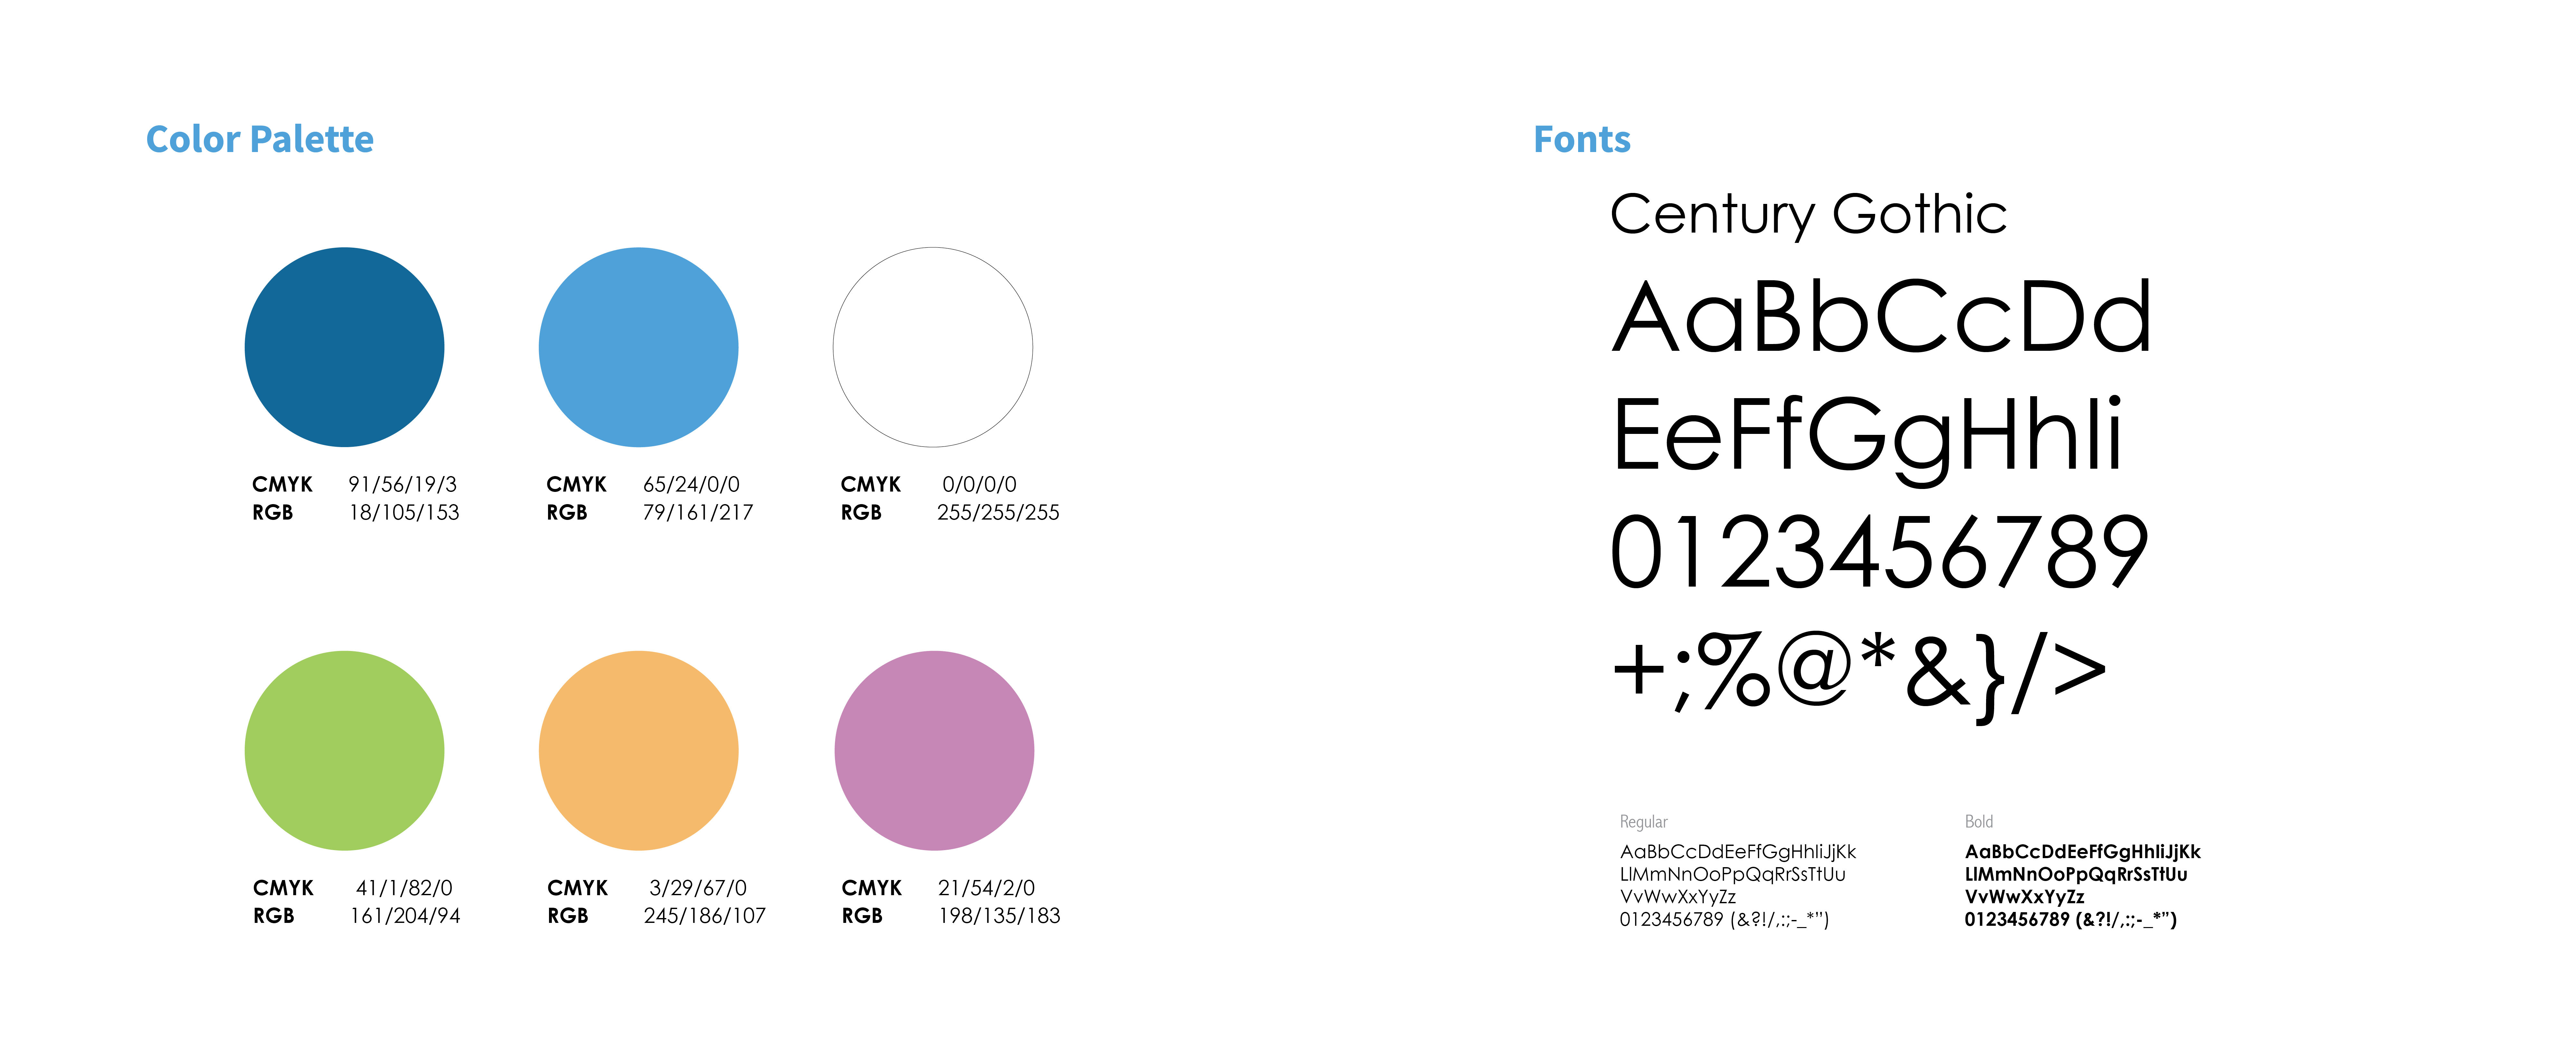 Color Palette
CMYK 91/56/19/3
RGB 18/105/153
CMYK 65/24/0/0
RGB 79/161/217
CMYK 0/0/0/0
RGB 255/255/255
CMYK 41/1/82/0
RGB 161/204/94
CMYK 3/29/67/0
RGB 245/186/107
CMYK 21/54/2/0
RGB 198/135/183
Fonts
Century Gothic
AaBbCcDd
EeFfGgHhIi
0123456789
+;%@*&}/>
Regular
AaBbCcDdEeFfGgHhIiJjKk
LlMmNnOoPpQqRrSsTtUu
VvWwXxYyZz
0123456789 (&?!/,:;-_*”)
Bold
AaBbCcDdEeFfGgHhIiJjKk
LlMmNnOoPpQqRrSsTtUu
VvWwXxYyZz
0123456789 (&?!/,:;-_*”)